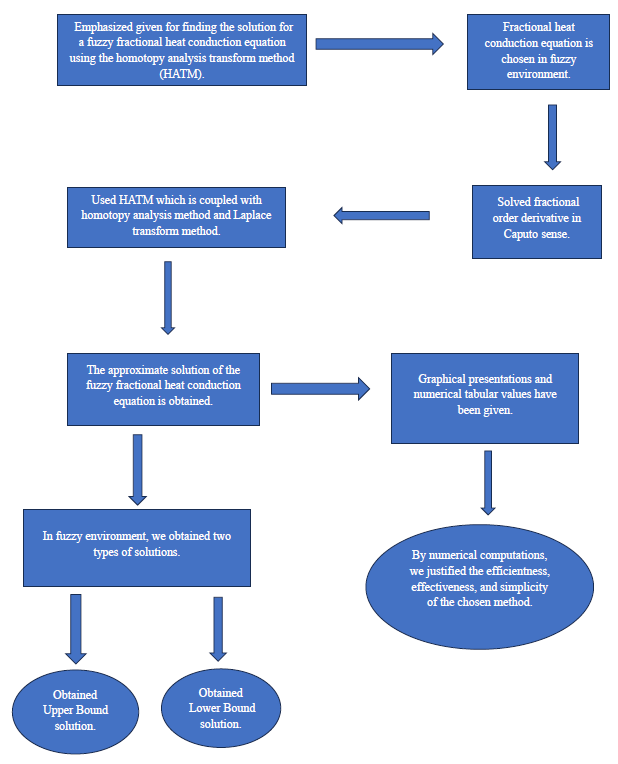 Emphasized given for finding the solution for
a fuzzy fractional heat conduction equation
using the homotopy analysis transform method
(HATM).
Fractional heat
conduction equation is
chosen in fuzzy
environment.
Solved fractional
order derivative in
Caputo sense.
Used HATM which is coupled with
homotopy analysis method and Laplace
transform method.
The approximate solution of the
fuzzy fractional heat conduction
equation is obtained.
Graphical presentations and
numerical tabular values have
been given.
In fuzzy environment, we obtained two
types of solutions.
By numerical computations,
we justified the efficientness,
effectiveness, and simplicity
of the chosen method.
Obtained
Upper Bound
solution.
Obtained
Lower Bound
solution.